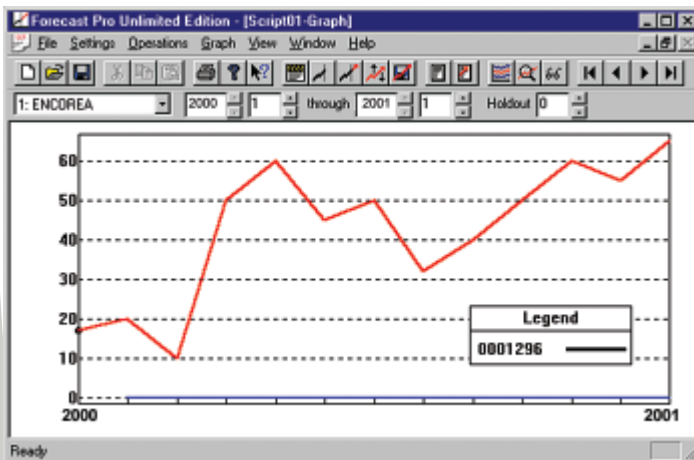 Forecast Pro Unlimited Edition - [Script01-Graph]
File Settings Operations Graph View Window Help
1: ENCOREA 2000 1 through 2001 1 Holdout 0
60
50
40
30
20
10
0
Legend
0001296
2000 2001
Ready